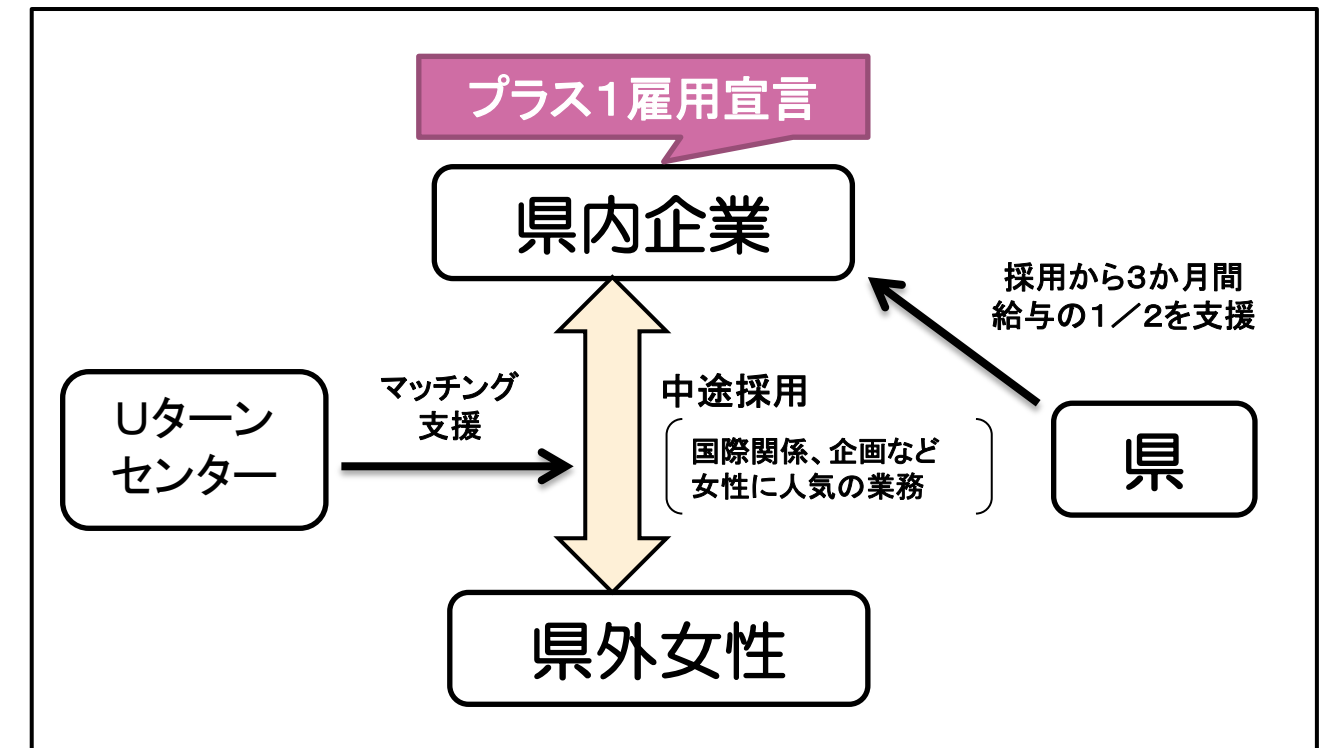 プラス１雇用宣言
県内企業
採用から３か月間
給与の１／２を支援
マッチング
支援
中途採用
Uターン
センター
国際関係、企画など
女性に人気の業務
県
県外女性